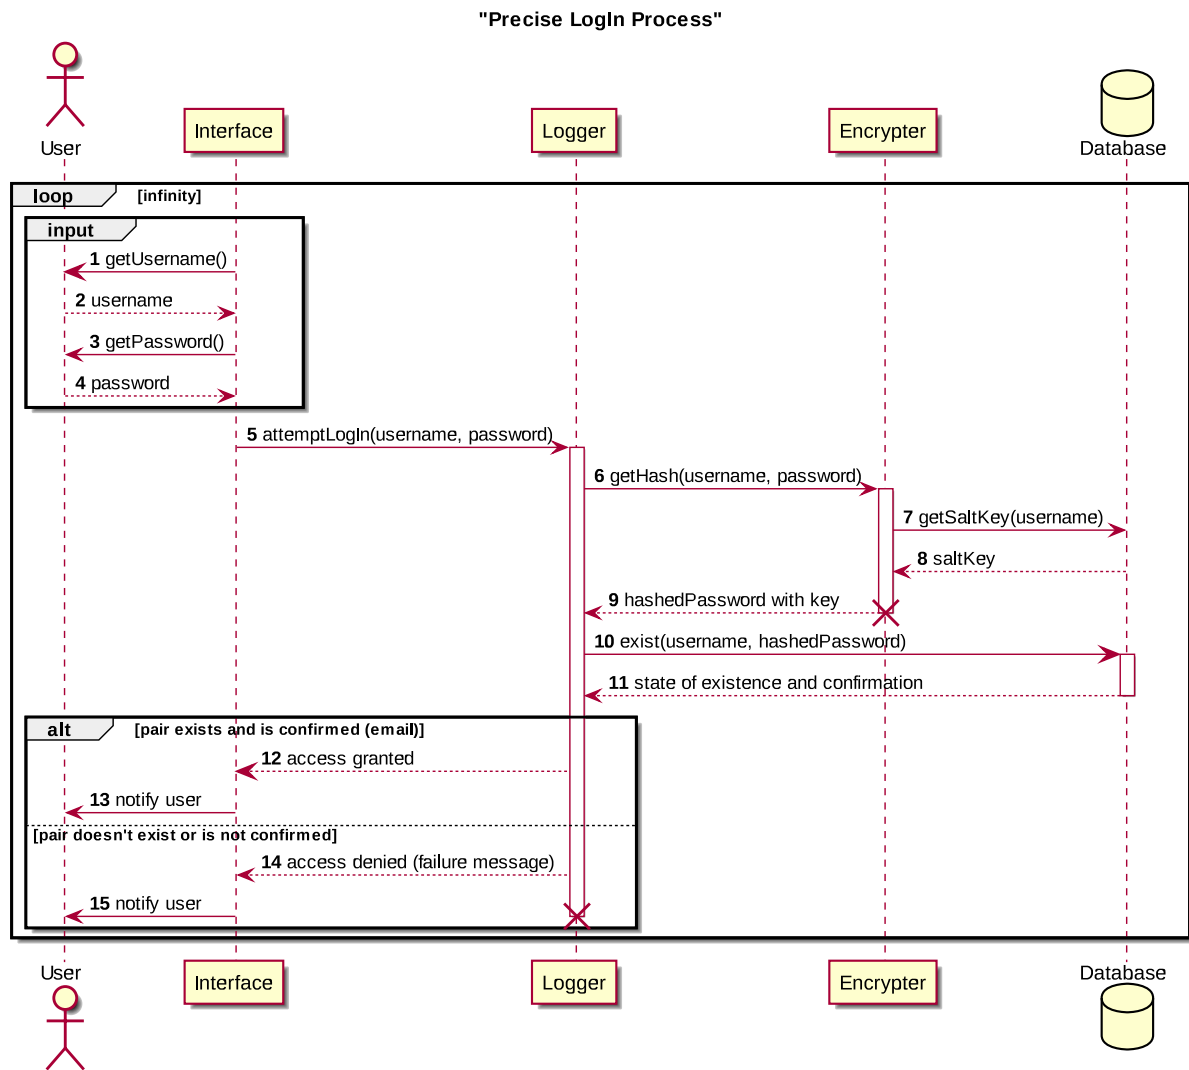 "Precise LogIn Process"
User
Interface
Logger
Encrypter
Database
loop [infinity]
input
1 getUsername()
2 username
3 getPassword()
4 password
5 attemptLogIn(username, password)
6 getHash(username, password)
7 getSaltKey(username)
8 saltKey
9 hashedPassword with key
10 exist(username, hashedPassword)
11 state of existence and confirmation
alt [pair exists and is confirmed (email)]
12 access granted
13 notify user
[pair doesn't exist or is not confirmed]
14 access denied (failure message)
15 notify user
User
Interface
Logger
Encrypter
Database